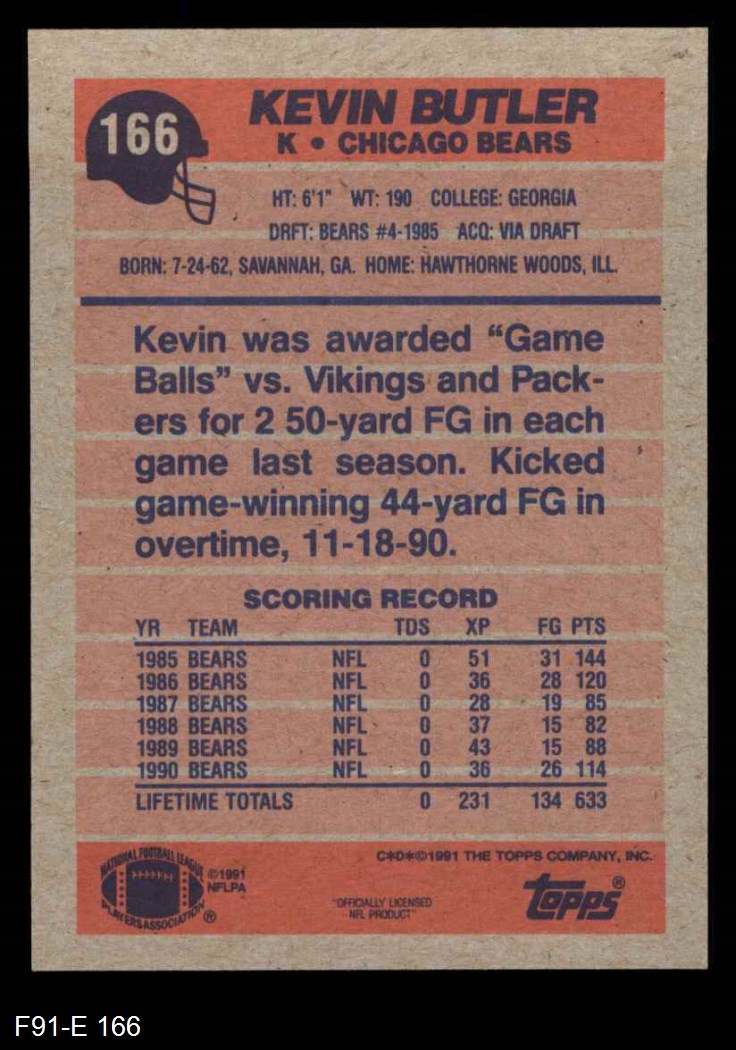 166
KEVIN BUTLER
K • CHICAGO BEARS
HT: 6'1" WT: 190 COLLEGE: GEORGIA
DRFT: BEARS #4-1985 ACQ: VIA DRAFT
BORN: 7-24-62, SAVANNAH, GA. HOME: HAWTHORNE WOODS, ILL.
Kevin was awarded “Game
Balls” vs. Vikings and Pack-
ers for 2 50-yard FG in each
game last season. Kicked
game-winning 44-yard FG in
overtime, 11-18-90.
SCORING RECORD
YR TEAM TDS XP FG PTS
1985 BEARS NFL 0 51 31 144
1986 BEARS NFL 0 36 28 120
1987 BEARS NFL 0 28 19 85
1988 BEARS NFL 0 37 15 82
1989 BEARS NFL 0 43 15 88
1990 BEARS NFL 0 36 26 114
LIFETIME TOTALS 0 231 134 633
C*D*©1991 THE TOPPS COMPANY, INC.
NATIONAL FOOTBALL LEAGUE
PLAYERS ASSOCIATION ®
©1991
NFLPA
"OFFICIALLY LICENSED
NFL PRODUCT"
topps®
F91-E 166